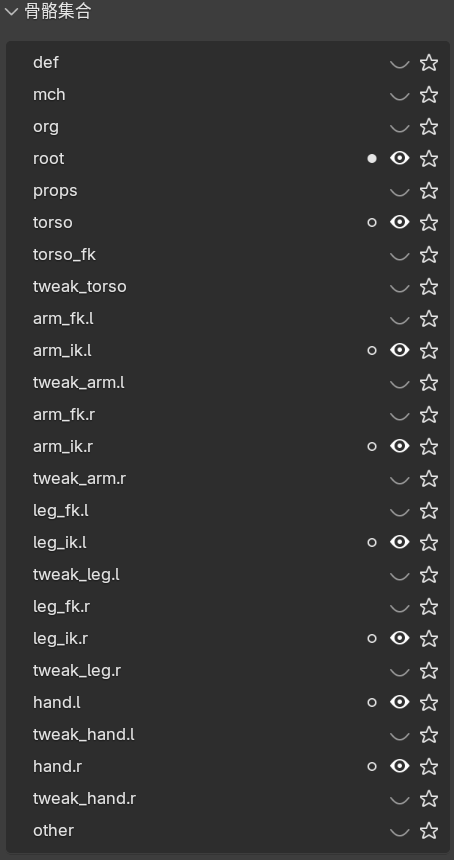 骨骼集合
def
mch
org
root
props
torso
torso_fk
tweak_torso
arm_fk.l
arm_ik.l
tweak_arm.l
arm_fk.r
arm_ik.r
tweak_arm.r
leg_fk.l
leg_ik.l
tweak_leg.l
leg_fk.r
leg_ik.r
tweak_leg.r
hand.l
tweak_hand.l
hand.r
tweak_hand.r
other